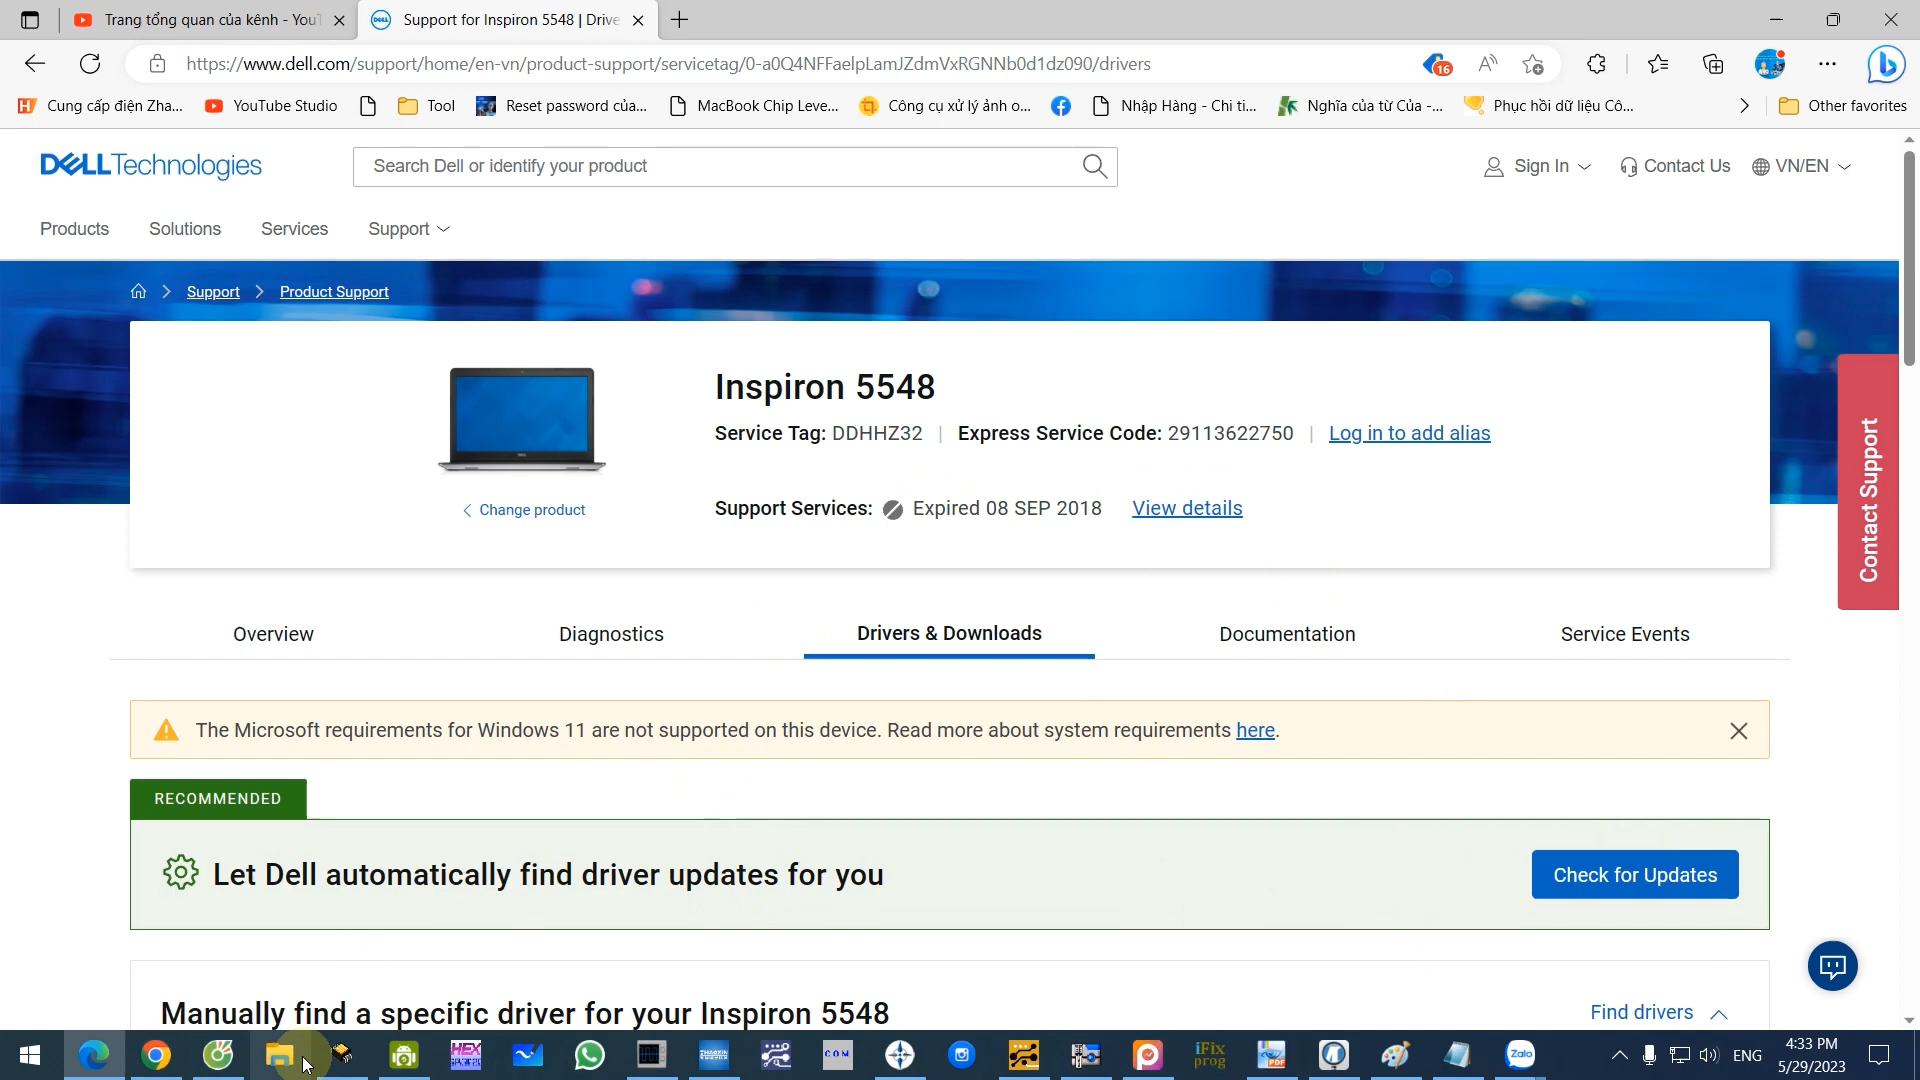 Trang tổng quan của kênh - YouT
Support for Inspiron 5548 | Drive
https://www.dell.com/support/home/en-vn/product-support/servicetag/0-a0Q4NFFaelpLamJZdmVxRGNNb0d1dz090/drivers
16
Cung cấp điện Zha...
YouTube Studio
Tool
Reset password của...
MacBook Chip Leve...
Công cụ xử lý ảnh o...
Nhập Hàng - Chi ti...
Nghĩa của từ Của -...
Phục hồi dữ liệu Cô...
Other favorites
DELLTechnologies
Search Dell or identify your product
Sign In
Contact Us
VN/EN
Products
Solutions
Services
Support
Support
Product Support
Inspiron 5548
Service Tag: DDHHZ32 | Express Service Code: 29113622750 | Log in to add alias
Change product
Support Services: Expired 08 SEP 2018 View details
Contact Support
Overview
Diagnostics
Drivers & Downloads
Documentation
Service Events
The Microsoft requirements for Windows 11 are not supported on this device. Read more about system requirements here.
RECOMMENDED
Let Dell automatically find driver updates for you
Check for Updates
Manually find a specific driver for your Inspiron 5548
Find drivers
HEX
COM
iFix
prog
PDF
Zalo
ENG
4:33 PM
5/29/2023